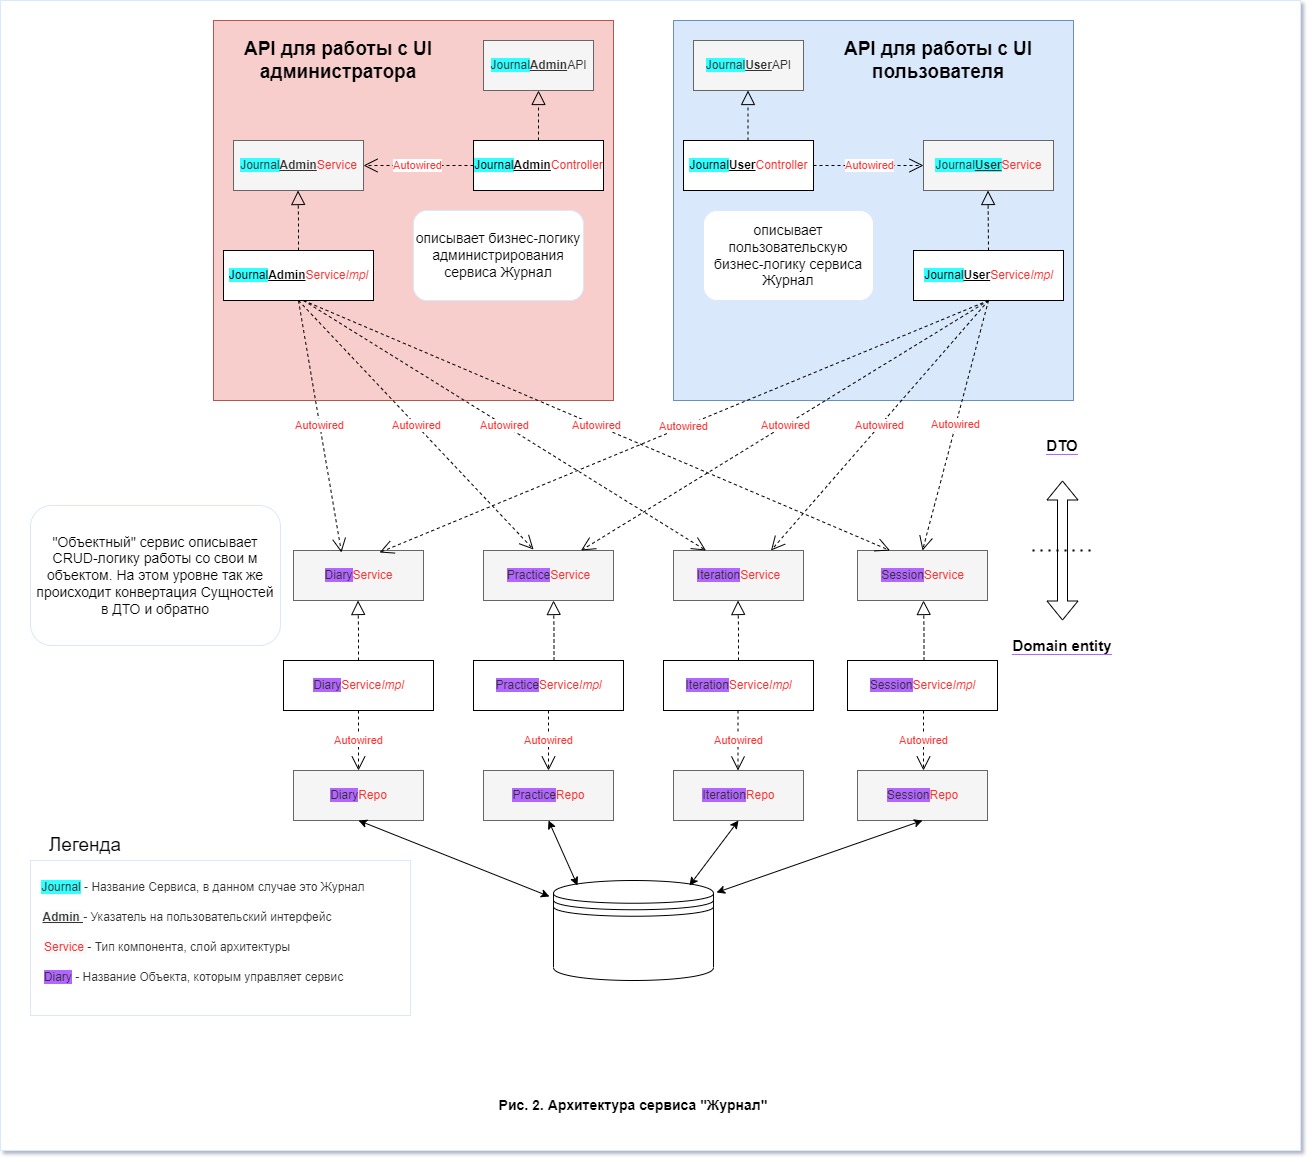 API для работы с UI
администратора
JournalAdminAPI
JournalAdminService
Autowired
JournalAdminController
описывает бизнес-логику
администрирования
сервиса Журнал
JournalAdminServiceImpl
API для работы с UI
пользователя
JournalUserAPI
JournalUserController
Autowired
JournalUserService
описывает
пользовательскую
бизнес-логику сервиса
Журнал
JournalUserServiceImpl
Autowired
Autowired
Autowired
Autowired
Autowired
Autowired
Autowired
Autowired
DTO
Domain entity
"Объектный" сервис описывает
CRUD-логику работы со свои м
объектом. На этом уровне так же
происходит конвертация Сущностей
в ДТО и обратно
DiaryService
PracticeService
IterationService
SessionService
DiaryServiceImpl
PracticeServiceImpl
IterationServiceImpl
SessionServiceImpl
Autowired
Autowired
Autowired
Autowired
DiaryRepo
PracticeRepo
IterationRepo
SessionRepo
Легенда
Journal - Название Сервиса, в данном случае это Журнал
Admin - Указатель на пользовательский интерфейс
Service - Тип компонента, слой архитектуры
Diary - Название Объекта, которым управляет сервис
Рис. 2. Архитектура сервиса "Журнал"